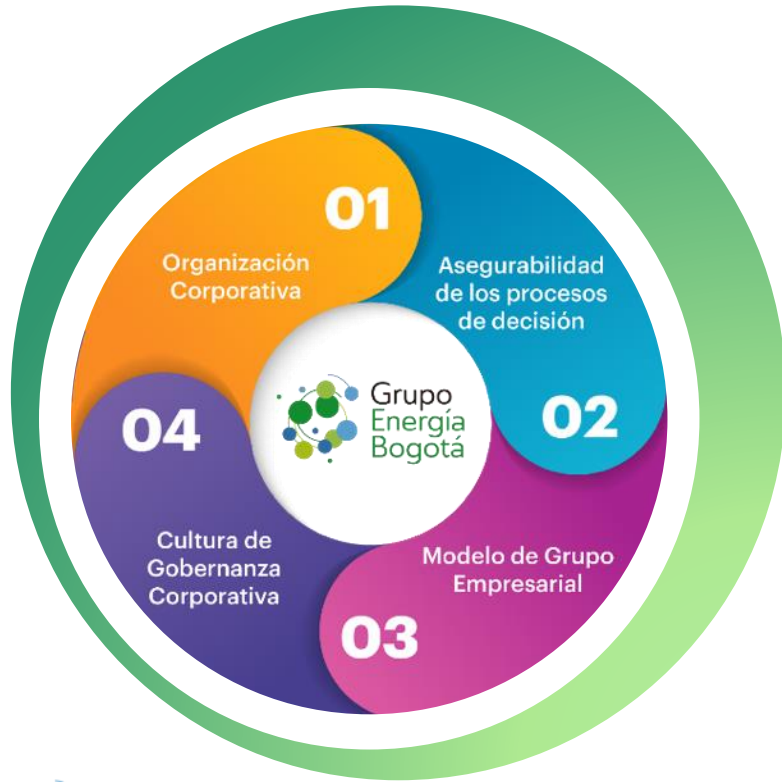 01
Organización
Corporativa
Asegurabilidad
de los procesos
de decisión
02
Grupo
Energía
Bogotá
04
Cultura de
Gobernanza
Corporativa
Modelo de Grupo
Empresarial
03